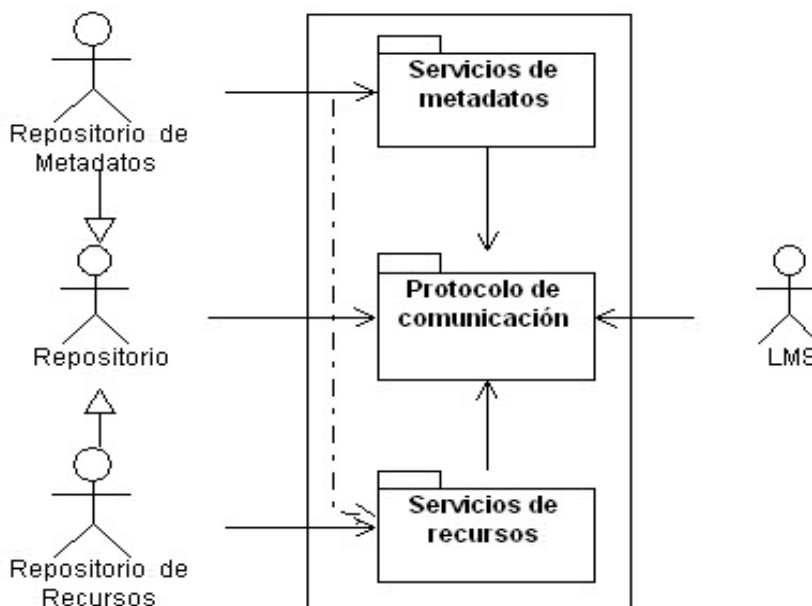 Servicios de
metadatos
Repositorio de
Metadatos
Protocolo de
comunicación
Repositorio
LMS
Servicios de
recursos
Repositorio de
Recursos